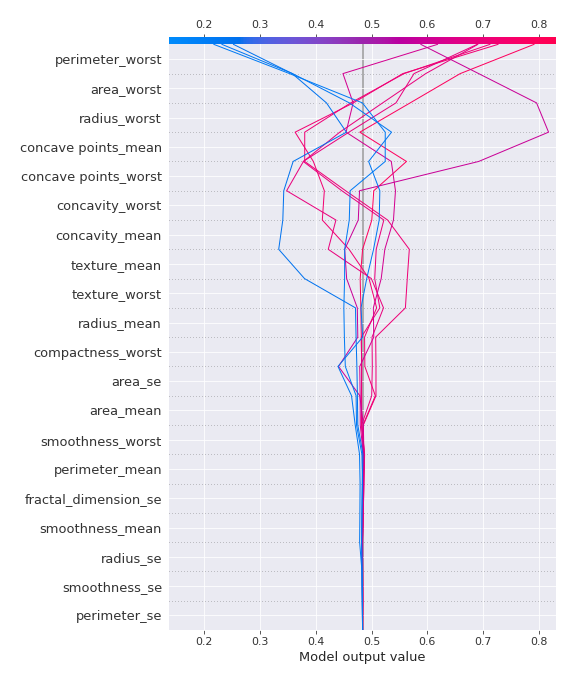 0.2 0.3 0.4 0.5 0.6 0.7 0.8
perimeter_worst
area_worst
radius_worst
concave points_mean
concave points_worst
concavity_worst
concavity_mean
texture_mean
texture_worst
radius_mean
compactness_worst
area_se
area_mean
smoothness_worst
perimeter_mean
fractal_dimension_se
smoothness_mean
radius_se
smoothness_se
perimeter_se
0.2 0.3 0.4 0.5 0.6 0.7 0.8
Model output value